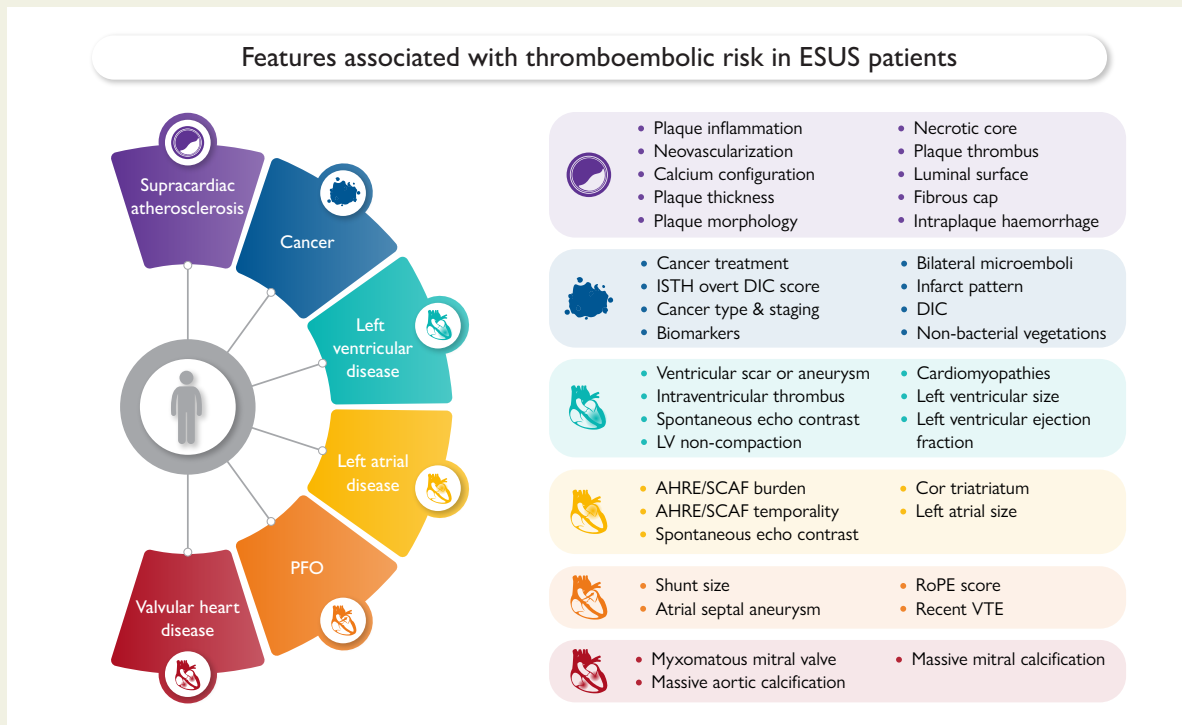 Features associated with thromboembolic risk in ESUS patients
Supracardiac
atherosclerosis
Cancer
Left
ventricular
disease
Left atrial
disease
PFO
Valvular heart
disease
• Plaque inflammation
• Neovascularization
• Calcium configuration
• Plaque thickness
• Plaque morphology
• Necrotic core
• Plaque thrombus
• Luminal surface
• Fibrous cap
• Intraplaque haemorrhage
• Cancer treatment
• ISTH overt DIC score
• Cancer type & staging
• Biomarkers
• Bilateral microemboli
• Infarct pattern
• DIC
• Non-bacterial vegetations
• Ventricular scar or aneurysm
• Intraventricular thrombus
• Spontaneous echo contrast
• LV non-compaction
• Cardiomyopathies
• Left ventricular size
• Left ventricular ejection
fraction
• AHRE/SCAF burden
• AHRE/SCAF temporality
• Spontaneous echo contrast
• Cor triatriatum
• Left atrial size
• Shunt size
• Atrial septal aneurysm
• RoPE score
• Recent VTE
• Myxomatous mitral valve
• Massive aortic calcification
• Massive mitral calcification